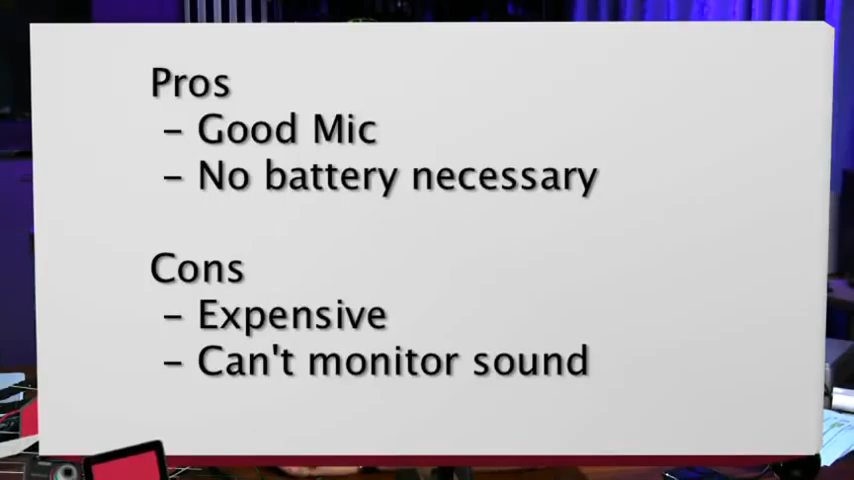 Pros
- Good Mic
- No battery necessary
Cons
- Expensive
- Can't monitor sound